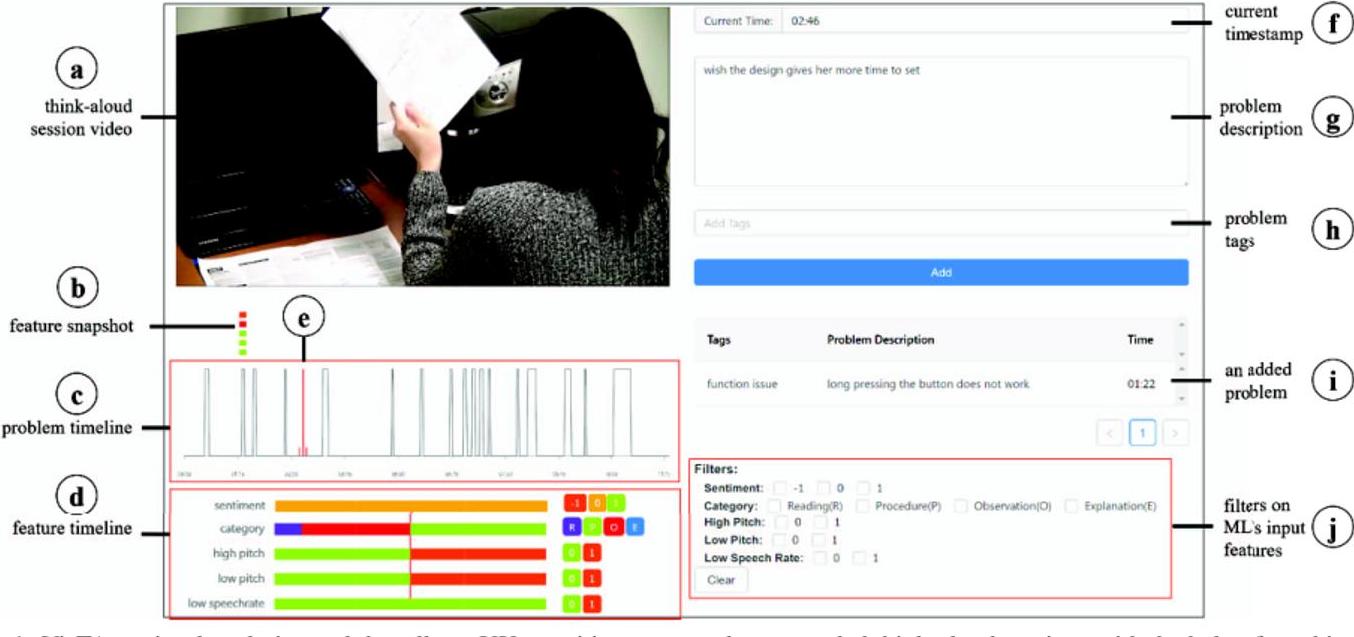 a
think-aloud
session video
b
feature snapshot
e
c
problem timeline
d
feature timeline
sentiment
-1 0 1
category
R P O E
high pitch
0 1
low pitch
0 1
low speechrate
0 1
Current Time: 02:46
current
timestamp
f
wish the design gives her more time to set
problem
description
g
Add Tags
problem
tags
h
Add
Tags Problem Description Time
function issue long pressing the button does not work 01:22
an added
problem
i
< 1 >
Filters:
Sentiment: -1 0 1
Category: Reading(R) Procedure(P) Observation(O) Explanation(E)
High Pitch: 0 1
Low Pitch: 0 1
Low Speech Rate: 0 1
Clear
filters on
ML's input
features
j